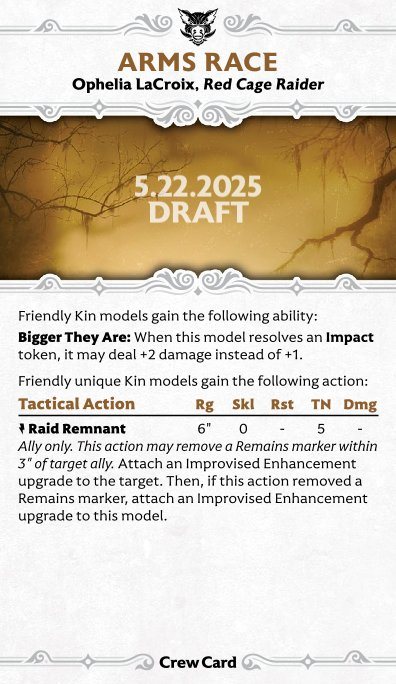 ARMS RACE
Ophelia LaCroix, Red Cage Raider
5.22.2025
DRAFT
Friendly Kin models gain the following ability:
Bigger They Are: When this model resolves an Impact
token, it may deal +2 damage instead of +1.
Friendly unique Kin models gain the following action:
Tactical Action Rg Skl Rst TN Dmg
Raid Remnant 6" 0 - 5 -
Ally only. This action may remove a Remains marker within
3" of target ally. Attach an Improvised Enhancement
upgrade to the target. Then, if this action removed a
Remains marker, attach an Improvised Enhancement
upgrade to this model.
Crew Card